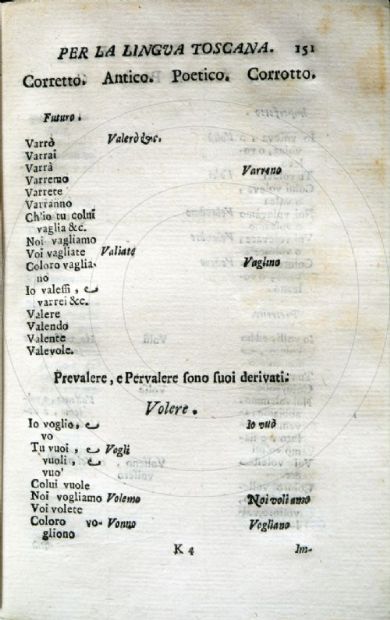 PER LA LINGVA TOSCANA. 151
Corretto. Antico. Poetico. Corrotto.
Futuro.
Varrò Valerò &c.
Varrai
Varrà Varreno
Varremo
Varrete
Varranno
Ch'io tu colui
vaglia &c.
Noi vagliamo
Voi vagliate Valiate
Coloro vaglia- Vaglino
no
Io valessi, e
varrei &c.
Valere
Valendo
Valente
Valevole.
Prevalere, e Pervalere sono suoi derivati.
Volere.
Io voglio, e Io vuò
vo
Tu vuoi, e Vogli
vuoli, e
vuo'
Colui vuole
Noi vogliamo Volemo Noi voliamo
Voi volete
Coloro vo- Vonno Vogliano
gliono
K 4 Im-